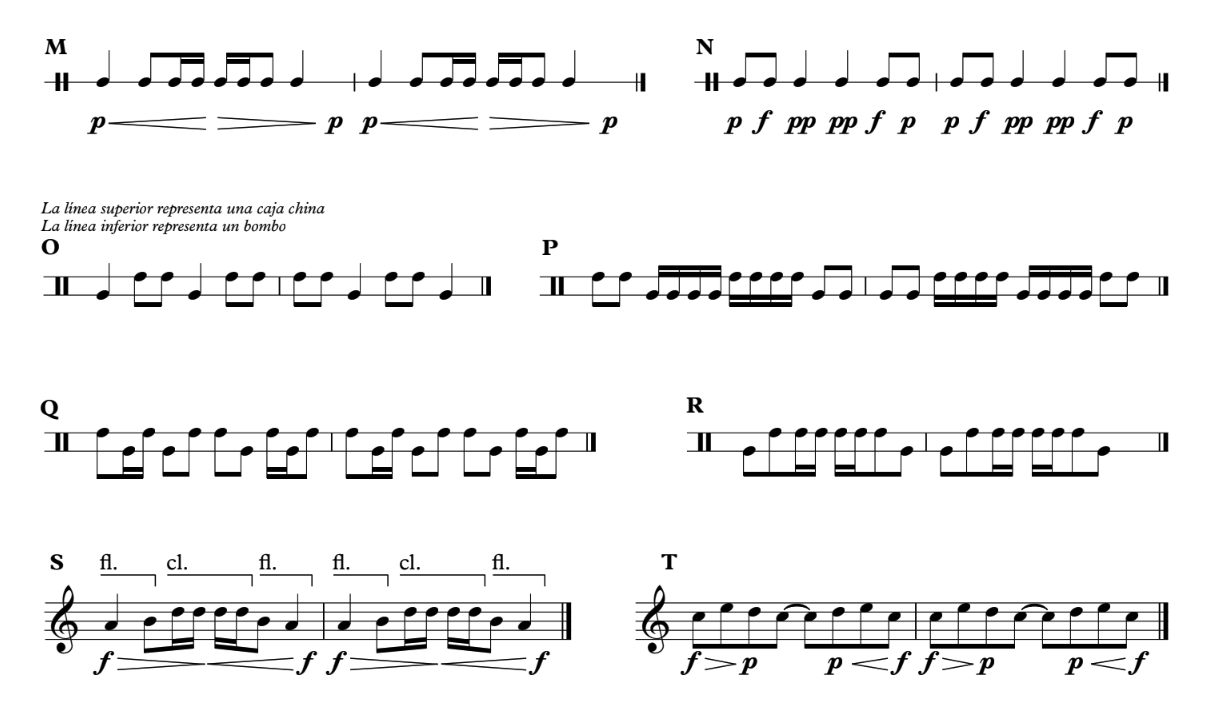 M
N
p p p p
p f pp pp f p p f pp pp f p
La línea superior representa una caja china
La línea inferior representa un bombo
O
P
Q
R
S fl. cl. fl. fl. cl. fl.
T
f f f f
f p p f f p p f